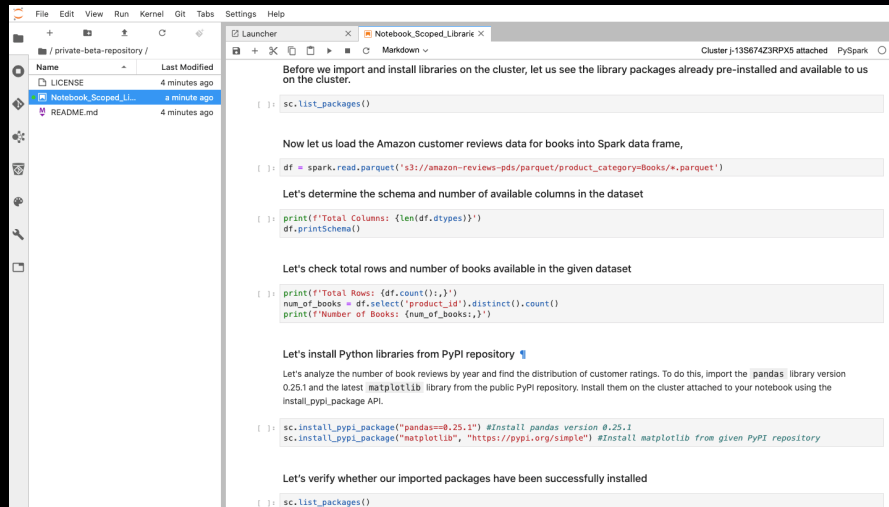 File Edit View Run Kernel Git Tabs Settings Help
Launcher
Notebook_Scoped_Librarie
Markdown
Cluster j-13S674Z3RPX5 attached PySpark
/ private-beta-repository /
Name Last Modified
LICENSE 4 minutes ago
Notebook_Scoped_Li... a minute ago
README.md 4 minutes ago
Before we import and install libraries on the cluster, let us see the library packages already pre-installed and available to us
on the cluster.
[ ]: sc.list_packages()
Now let us load the Amazon customer reviews data for books into Spark data frame,
[ ]: df = spark.read.parquet('s3://amazon-reviews-pds/parquet/product_category=Books/*.parquet')
Let's determine the schema and number of available columns in the dataset
[ ]: print(f'Total Columns: {len(df.dtypes)}')
df.printSchema()
Let's check total rows and number of books available in the given dataset
[ ]: print(f'Total Rows: {df.count():,}')
num_of_books = df.select('product_id').distinct().count()
print(f'Number of Books: {num_of_books:,}')
Let's install Python libraries from PyPI repository ¶
Let's analyze the number of book reviews by year and find the distribution of customer ratings. To do this, import the pandas library version
0.25.1 and the latest matplotlib library from the public PyPI repository. Install them on the cluster attached to your notebook using the
install_pypi_package API.
[ ]: sc.install_pypi_package("pandas==0.25.1") #Install pandas version 0.25.1
sc.install_pypi_package("matplotlib", "https://pypi.org/simple") #Install matplotlib from given PyPI repository
Let's verify whether our imported packages have been successfully installed
[ ]: sc.list_packages()